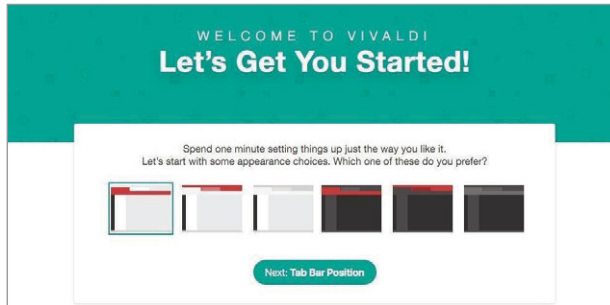 WELCOME TO VIVALDI
Let's Get You Started!
Spend one minute setting things up just the way you like it.
Let's start with some appearance choices. Which one of these do you prefer?
Next: Tab Bar Position